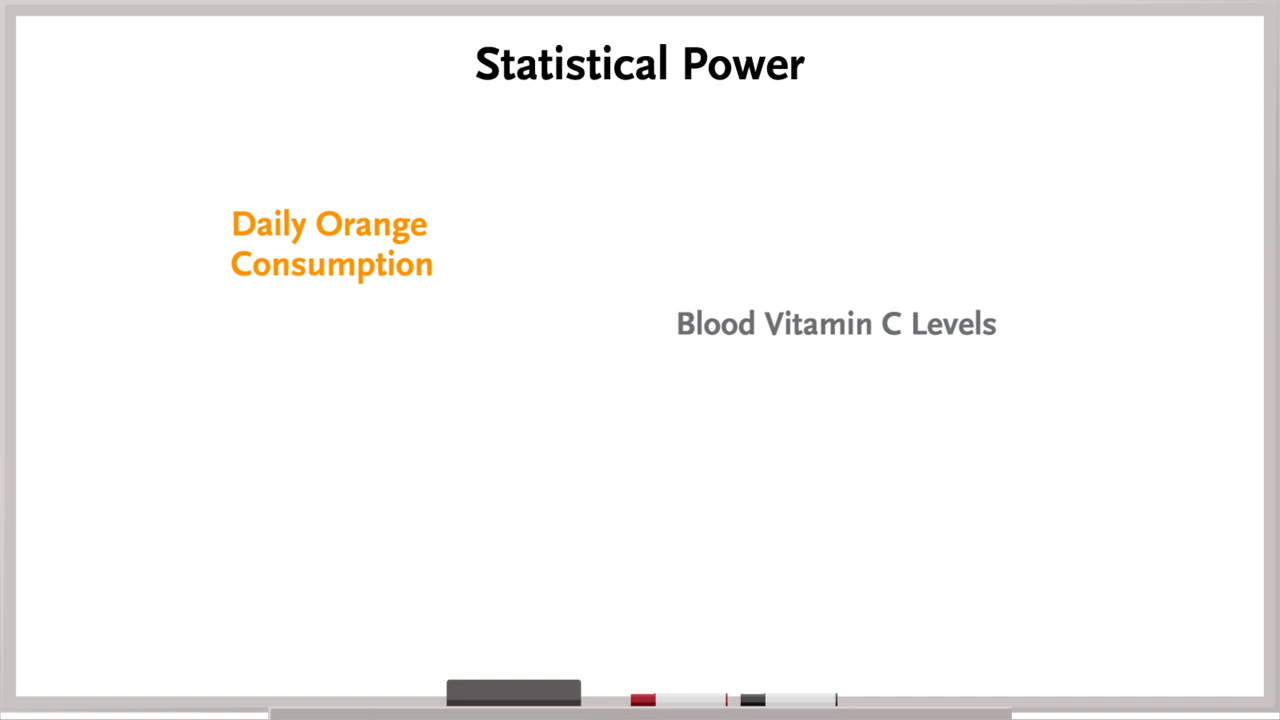 Statistical Power
Daily Orange
Consumption
Blood Vitamin C Levels